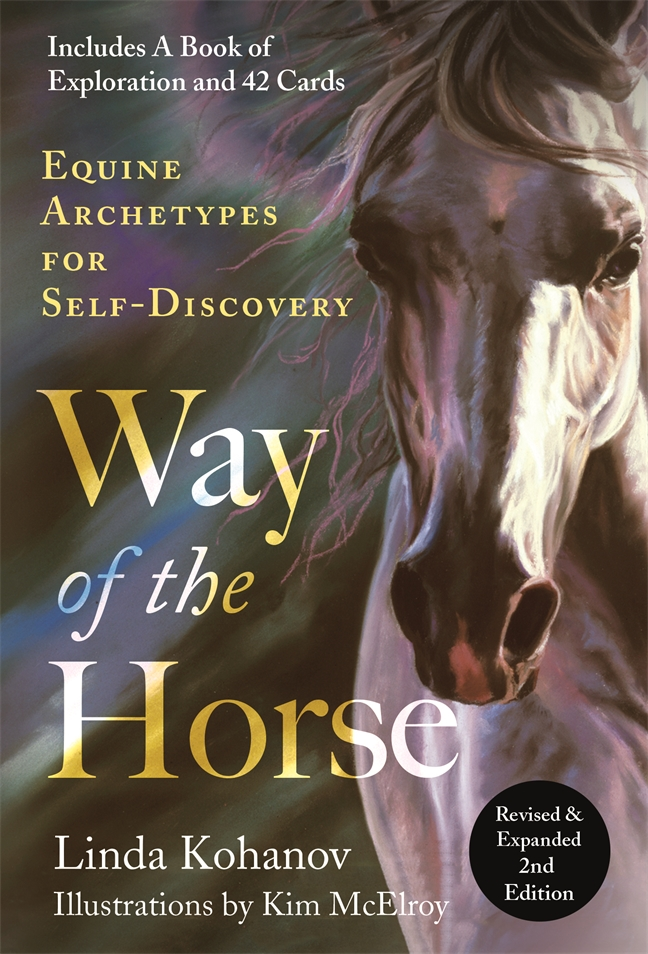 Includes A Book of
Exploration and 42 Cards
Equine
Archetypes
for
Self-Discovery
Way
of the
Horse
Linda Kohanov
Illustrations by Kim McElroy
Revised &
Expanded
2nd
Edition